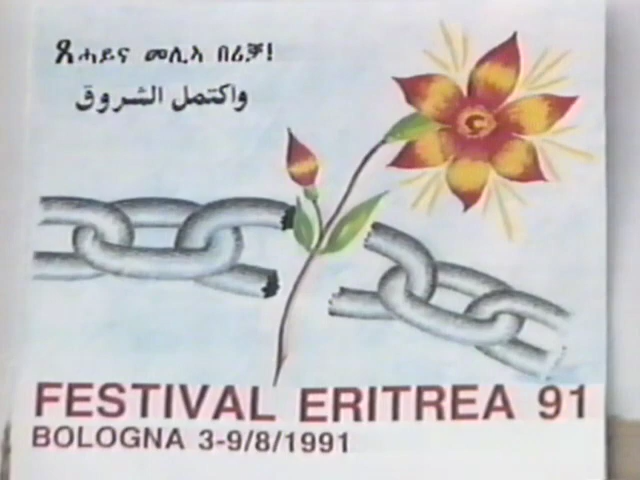 ጸሓይና መሊኣ በሪቓ!
واكتمل الشروق
FESTIVAL ERITREA 91
BOLOGNA 3-9/8/1991